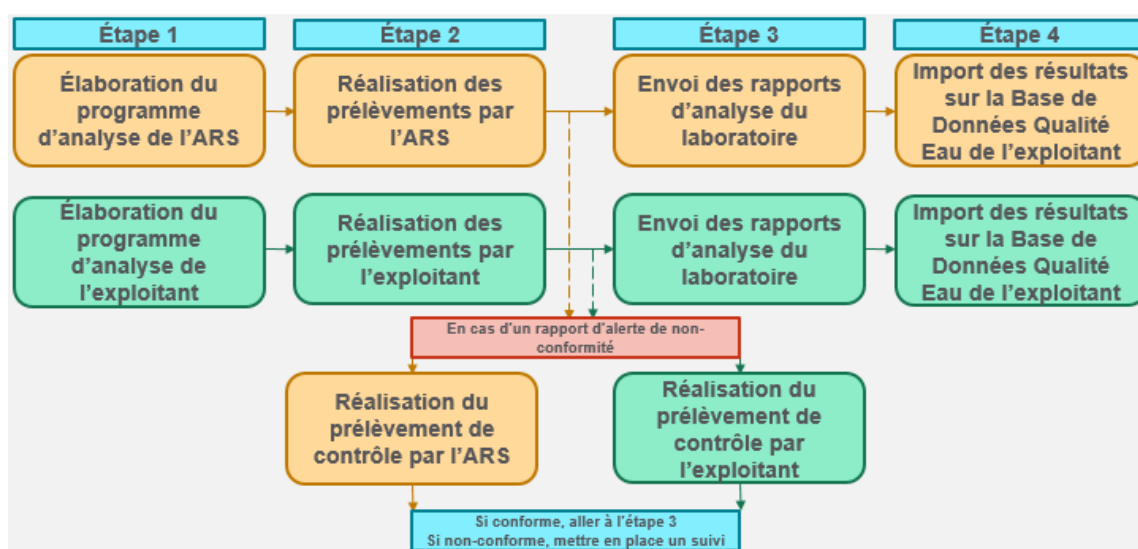 Étape 1
Étape 2
Étape 3
Étape 4
Élaboration du
programme
d'analyse de l'ARS
Réalisation des
prélèvements par
l'ARS
Envoi des rapports
d'analyse du
laboratoire
Import des résultats
sur la Base de
Données Qualité
Eau de l'exploitant
Élaboration du
programme
d'analyse de
l'exploitant
Réalisation des
prélèvements par
l'exploitant
Envoi des rapports
d'analyse du
laboratoire
Import des résultats
sur la Base de
Données Qualité
Eau de l'exploitant
En cas d'un rapport d'alerte de non-
conformité
Réalisation du
prélèvement de
contrôle par l'ARS
Réalisation du
prélèvement de
contrôle par
l'exploitant
Si conforme, aller à l'étape 3
Si non-conforme, mettre en place un suivi